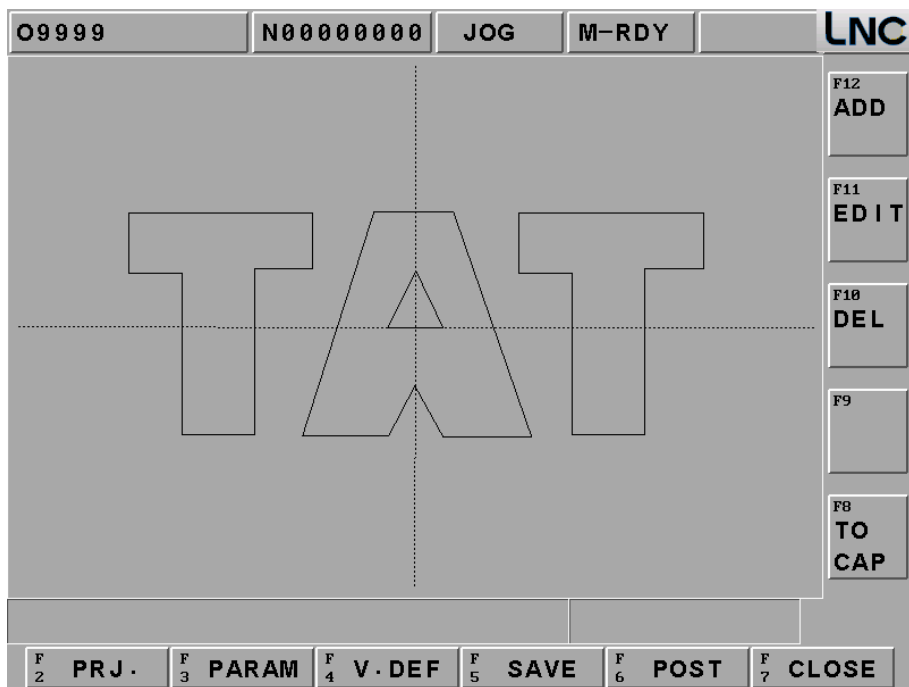 O9999 N00000000 JOG M-RDY LNC
F12
ADD
F11
EDIT
F10
DEL
F9
F8
TO
CAP
TAT
F2 PRJ. F3 PARAM F4 V.DEF F5 SAVE F6 POST F7 CLOSE